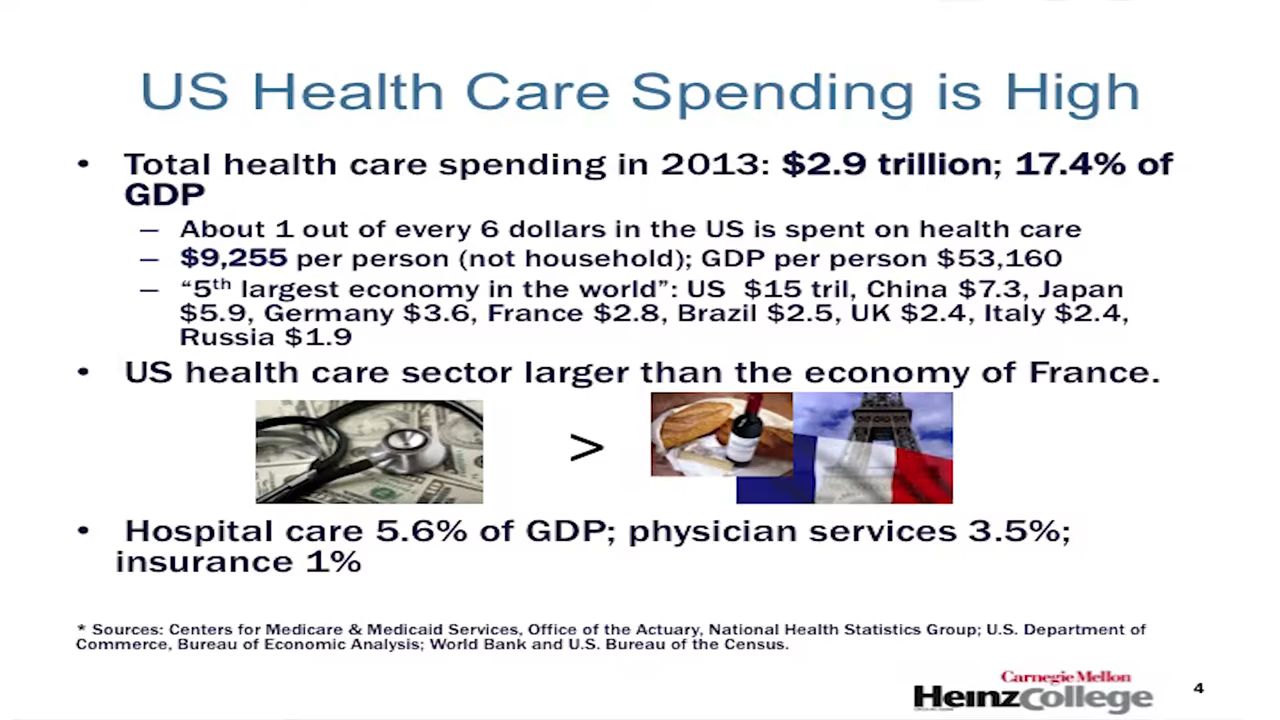 US Health Care Spending is High
• Total health care spending in 2013: $2.9 trillion; 17.4% of
GDP
– About 1 out of every 6 dollars in the US is spent on health care
– $9,255 per person (not household); GDP per person $53,160
– “5th largest economy in the world”: US $15 tril, China $7.3, Japan
$5.9, Germany $3.6, France $2.8, Brazil $2.5, UK $2.4, Italy $2.4,
Russia $1.9
• US health care sector larger than the economy of France.
>
• Hospital care 5.6% of GDP; physician services 3.5%;
insurance 1%
* Sources: Centers for Medicare & Medicaid Services, Office of the Actuary, National Health Statistics Group; U.S. Department of
Commerce, Bureau of Economic Analysis; World Bank and U.S. Bureau of the Census.
Carnegie Mellon
HeinzCollege
4